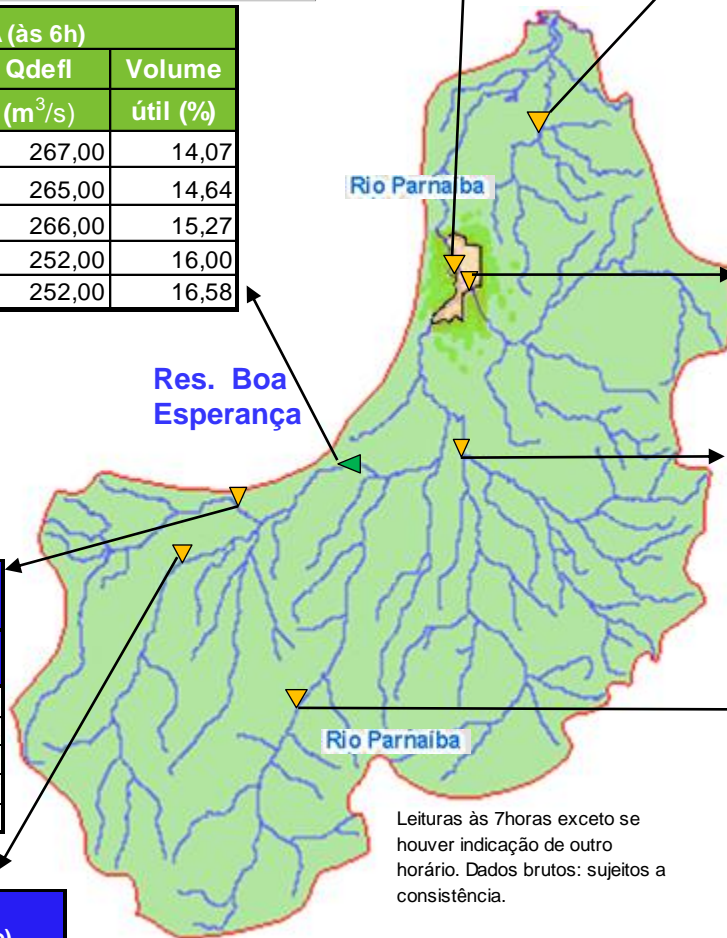 (às 6h)
Qdefl Volume
(m³/s) útil (%)
267,00 14,07
265,00 14,64
266,00 15,27
252,00 16,00
252,00 16,58
Rio Parnaíba
Res. Boa
Esperança
Rio Parnaíba
Leituras às 7horas exceto se
houver indicação de outro
horário. Dados brutos: sujeitos a
consistência.